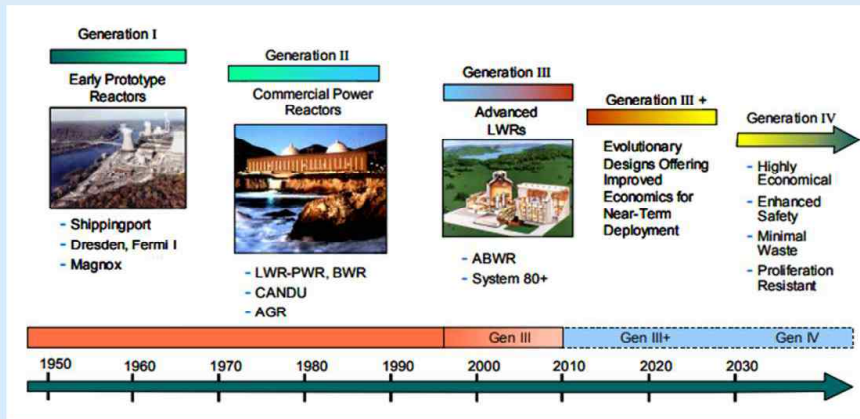 Generation I
Early Prototype
Reactors
- Shippingport
- Dresden, Fermi I
- Magnox
Generation II
Commercial Power
Reactors
- LWR-PWR, BWR
- CANDU
- AGR
Generation III
Advanced
LWRs
- ABWR
- System 80+
Generation III +
Evolutionary
Designs Offering
Improved
Economics for
Near-Term
Deployment
Generation IV
- Highly
Economical
- Enhanced
Safety
- Minimal
Waste
- Proliferation
Resistant
Gen III
Gen III+
Gen IV
1950
1960
1970
1980
1990
2000
2010
2020
2030